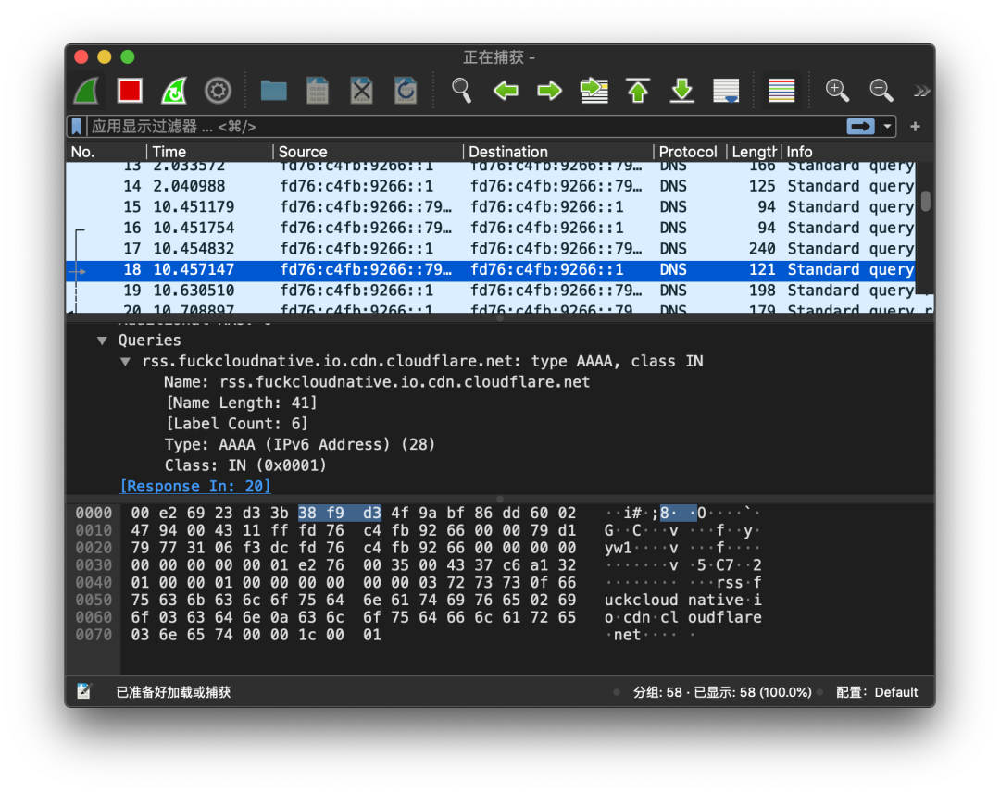 正在捕获 -
应用显示过滤器 ... <⌘/>
No. Time Source Destination Protocol Length Info
13 2.033572 fd76:c4fb:9266::1 fd76:c4fb:9266::79… DNS 166 Standard query
14 2.040988 fd76:c4fb:9266::1 fd76:c4fb:9266::79… DNS 125 Standard query
15 10.451179 fd76:c4fb:9266::79… fd76:c4fb:9266::1 DNS 94 Standard query
16 10.451754 fd76:c4fb:9266::79… fd76:c4fb:9266::1 DNS 94 Standard query
17 10.454832 fd76:c4fb:9266::1 fd76:c4fb:9266::79… DNS 240 Standard query
18 10.457147 fd76:c4fb:9266::79… fd76:c4fb:9266::1 DNS 121 Standard query
19 10.630510 fd76:c4fb:9266::1 fd76:c4fb:9266::79… DNS 198 Standard query r
20 10.708897 fd76:c4fb:9266::1 fd76:c4fb:9266::79 DNS 179 Standard query r
Queries
rss.fuckcloudnative.io.cdn.cloudflare.net: type AAAA, class IN
Name: rss.fuckcloudnative.io.cdn.cloudflare.net
[Name Length: 41]
[Label Count: 6]
Type: AAAA (IPv6 Address) (28)
Class: IN (0x0001)
[Response In: 20]
0000 00 e2 69 23 d3 3b 38 f9 d3 4f 9a bf 86 dd 60 02 ··i#·;8··O····`·
0010 47 94 00 43 11 ff fd 76 c4 fb 92 66 00 00 79 d1 G··C···v···f··y·
0020 79 77 31 06 f3 dc fd 76 c4 fb 92 66 00 00 00 00 yw1····v···f····
0030 00 00 00 00 00 01 e2 76 00 35 00 43 37 c6 a1 32 ·······v·5·C7··2
0040 01 00 00 01 00 00 00 00 00 00 03 72 73 73 0f 66 ···········rss·f
0050 75 63 6b 63 6c 6f 75 64 6e 61 74 69 76 65 02 69 uckcloud native·i
0060 6f 03 63 64 6e 0a 63 6c 6f 75 64 66 6c 61 72 65 o·cdn·cl oudflare
0070 03 6e 65 74 00 00 1c 00 01 ·net···· ·
已准备好加载或捕获
分组: 58 · 已显示: 58 (100.0%)
配置: Default